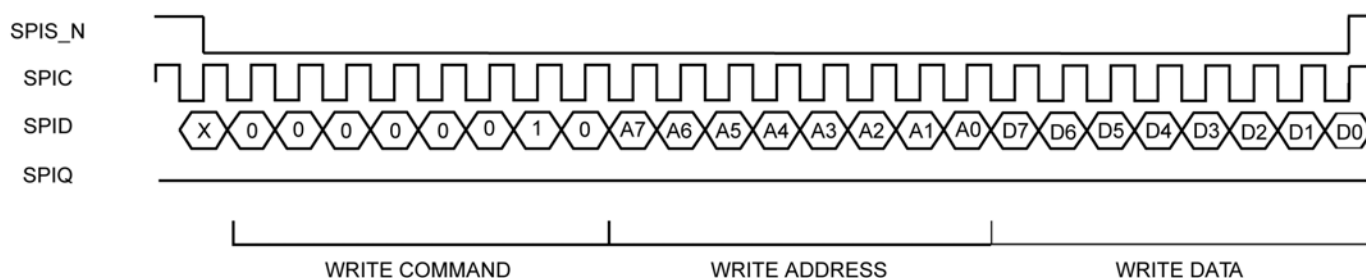 SPIS_N
SPIC
SPID X 0 0 0 0 0 0 1 0 A7 A6 A5 A4 A3 A2 A1 A0 D7 D6 D5 D4 D3 D2 D1 D0
SPIQ
WRITE COMMAND WRITE ADDRESS WRITE DATA